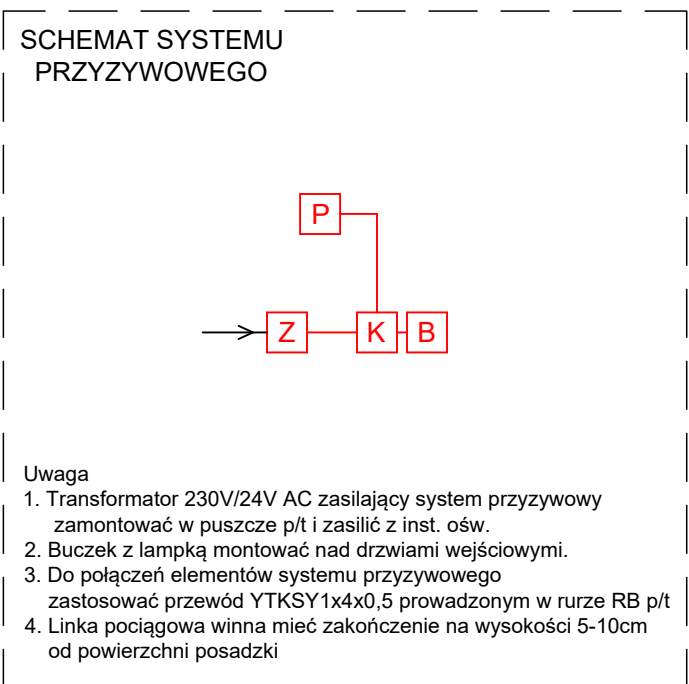 SCHEMAT SYSTEMU
PRZYZYWOWEGO
P
Z K B
Uwaga
1. Transformator 230V/24V AC zasilający system przyzywowy
zamontować w puszce p/t i zasilić z inst. ośw.
2. Buczek z lampką montować nad drzwiami wejściowymi.
3. Do połączeń elementów systemu przyzywowego
zastosować przewód YTKSY1x4x0,5 prowadzonym w rurze RB p/t
4. Linka pociągowa winna mieć zakończenie na wysokości 5-10cm
od powierzchni posadzki